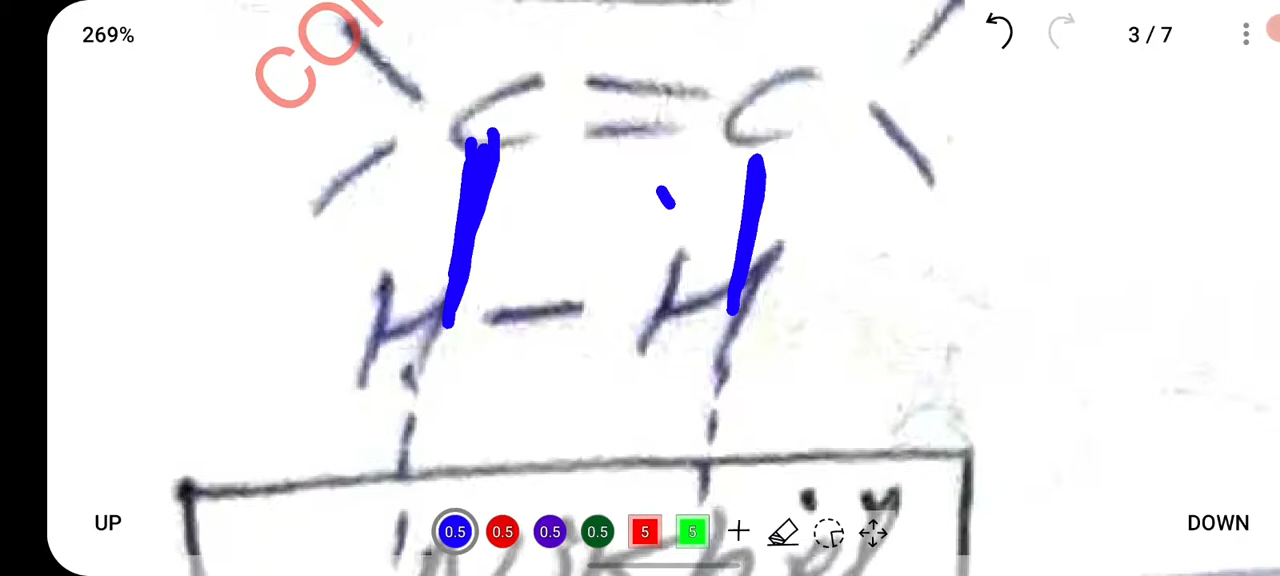 269%
3 / 7
C = C
H — H
UP
0.5 0.5 0.5 0.5 5 5 +
DOWN